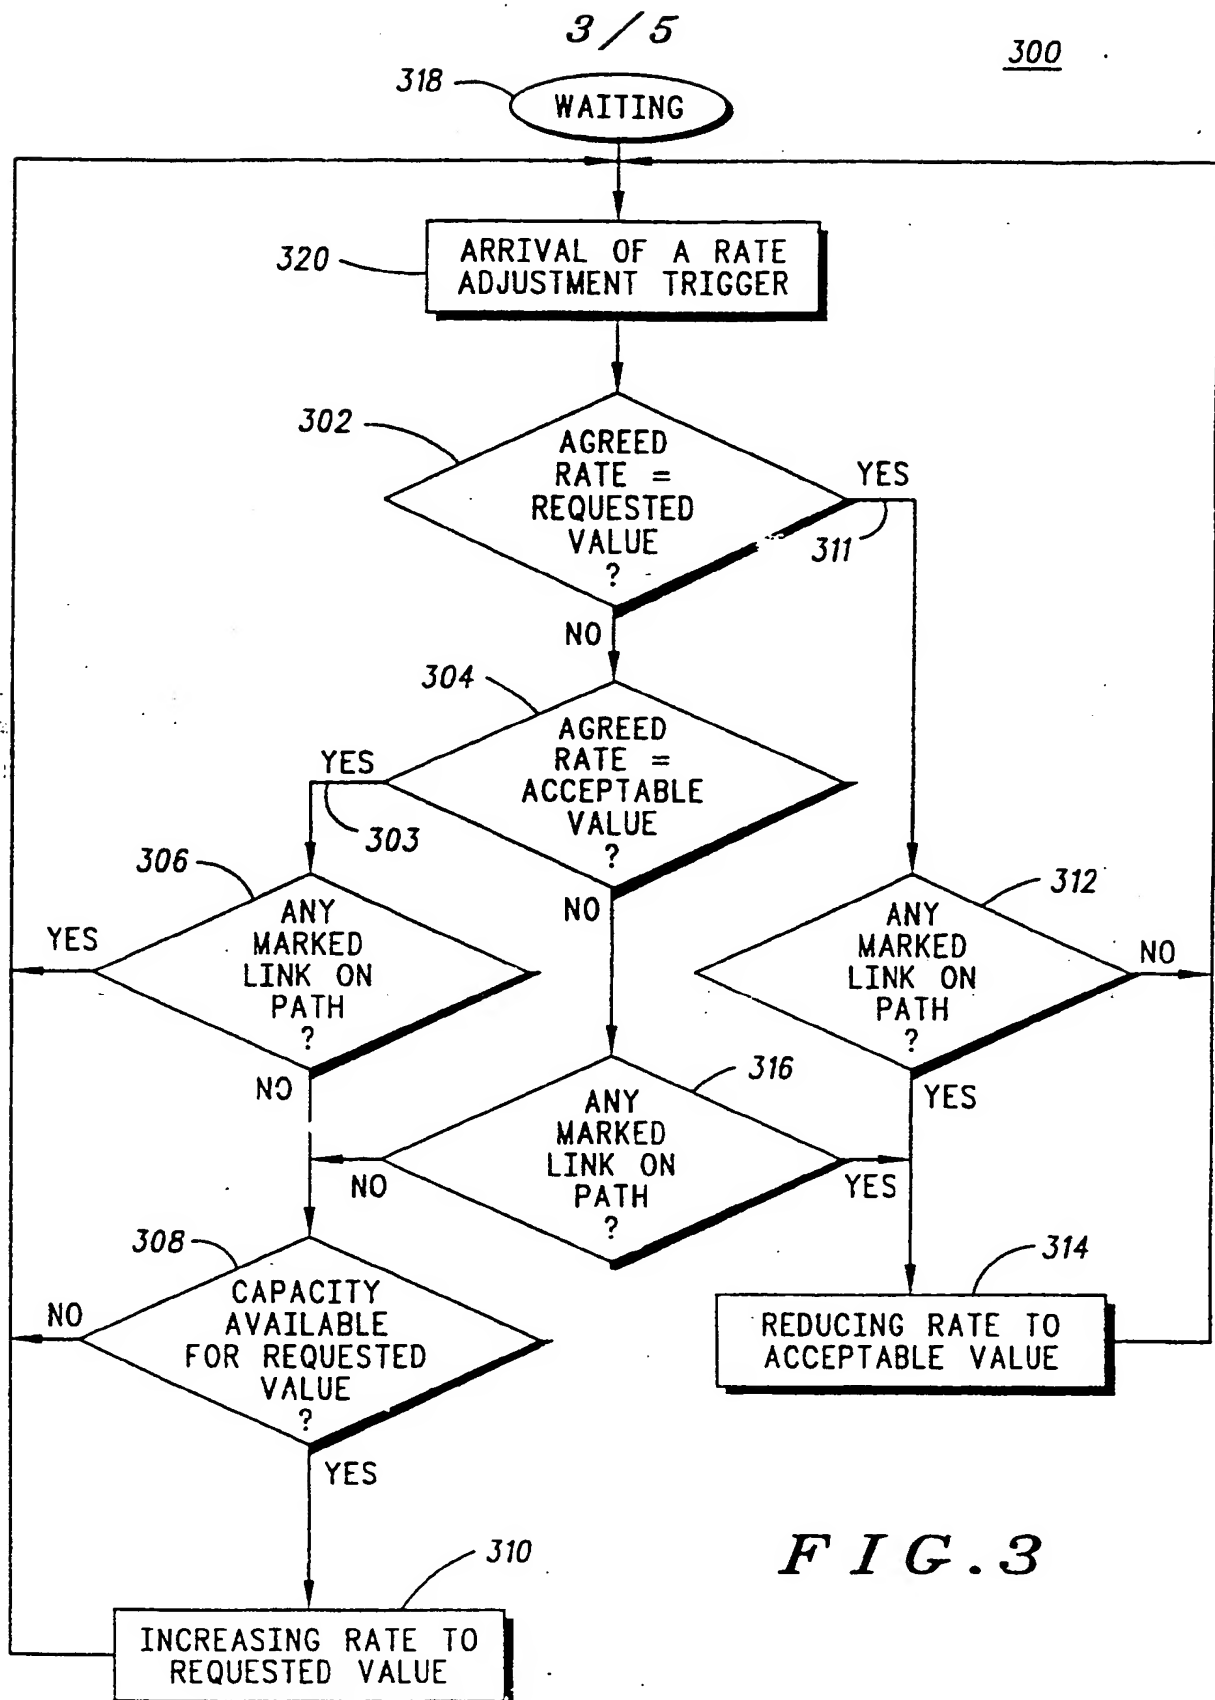 3/5
300
318
WAITING
320
ARRIVAL OF A RATE
ADJUSTMENT TRIGGER
302
AGREED
RATE =
REQUESTED
VALUE
?
YES
311
NO
304
AGREED
RATE =
ACCEPTABLE
VALUE
?
YES
303
NO
306
ANY
MARKED
LINK ON
PATH
?
YES
NO
312
ANY
MARKED
LINK ON
PATH
?
NO
YES
316
ANY
MARKED
LINK ON
PATH
?
NO
YES
308
CAPACITY
AVAILABLE
FOR REQUESTED
VALUE
?
NO
YES
314
REDUCING RATE TO
ACCEPTABLE VALUE
310
INCREASING RATE TO
REQUESTED VALUE
FIG.3